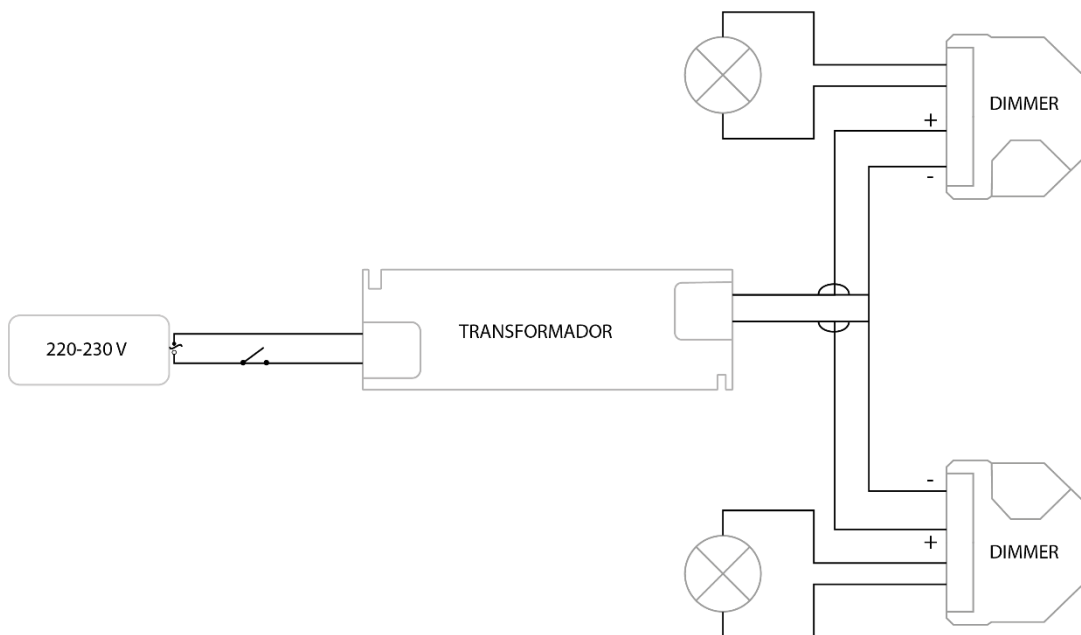 DIMMER
+
-
220-230 V
TRANSFORMADOR
-
+
DIMMER